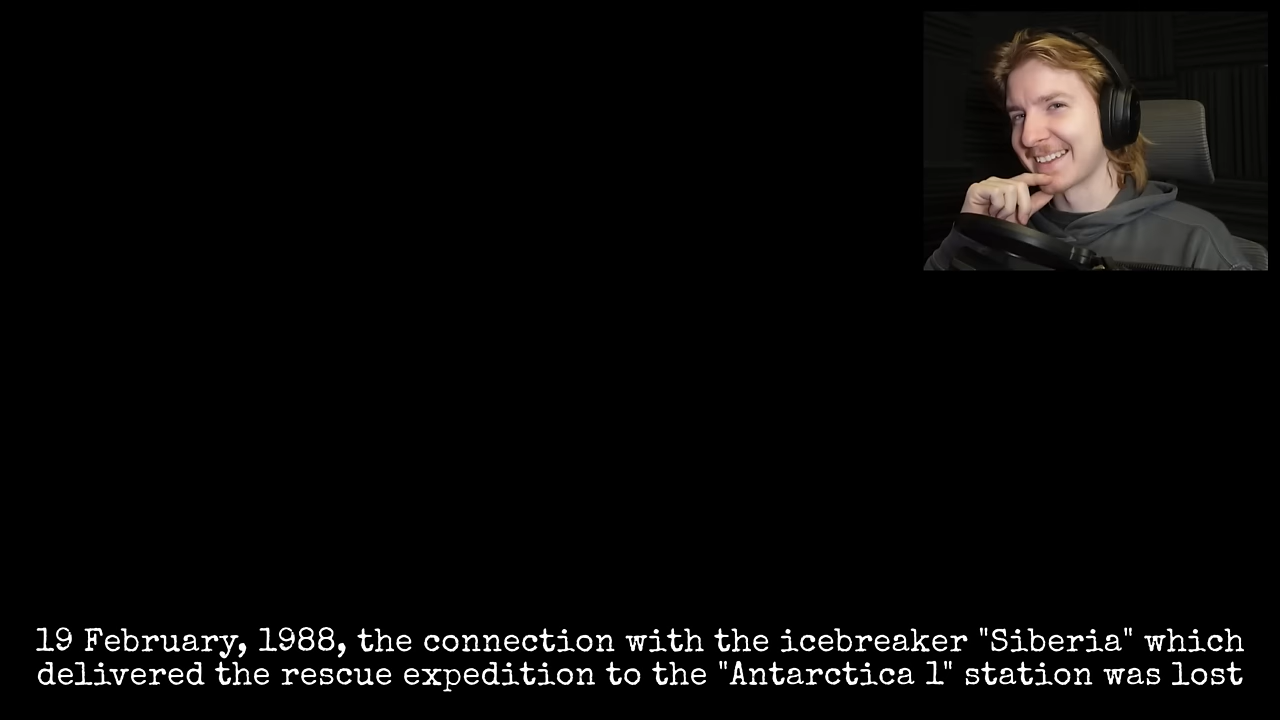 19 February, 1988, the connection with the icebreaker "Siberia" which
delivered the rescue expedition to the "Antarctica 1" station was lost